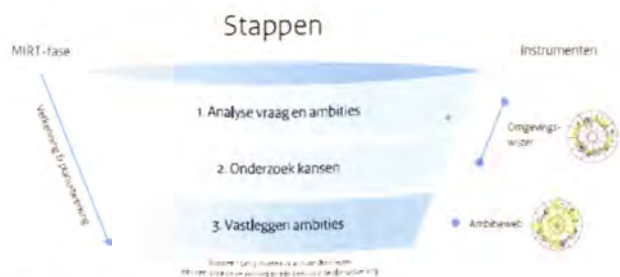 Stappen
MIRT-fase
Instrumenten
Verkenning & planuitwerking
1. Analyse vraag en ambities
2. Onderzoek kansen
3. Vastleggen ambities
Omgevings-
wijzer
Ambitieweb